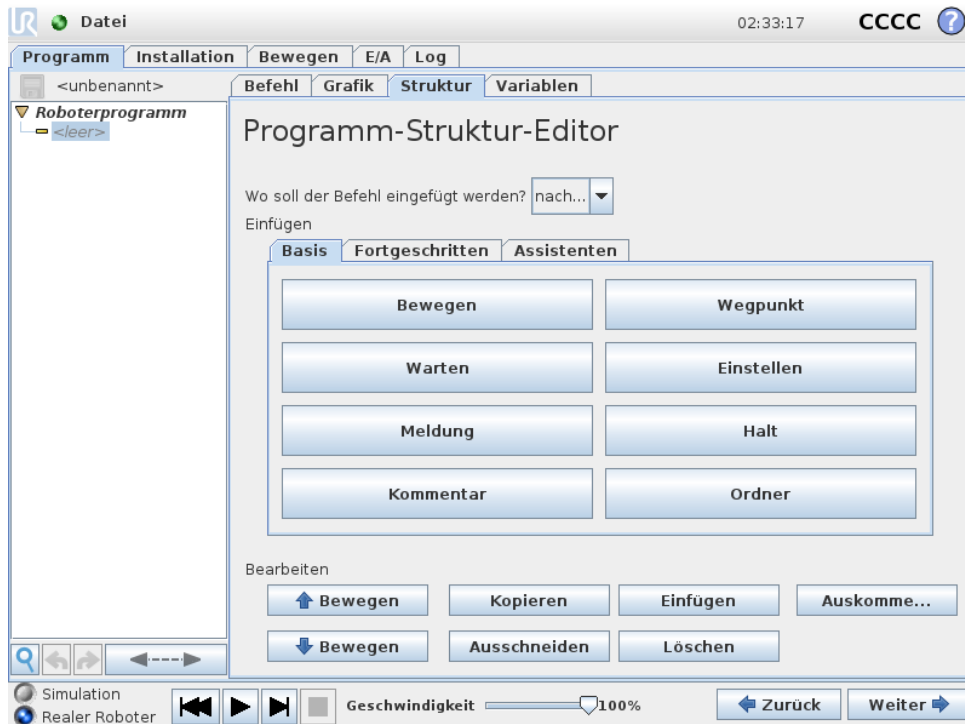 UR Datei 02:33:17 CCCC ?
Programm Installation Bewegen E/A Log
<unbenannt> Befehl Grafik Struktur Variablen
Roboterprogramm
<leer>
Programm-Struktur-Editor
Wo soll der Befehl eingefügt werden? nach...
Einfügen
Basis Fortgeschritten Assistenten
Bewegen Wegpunkt
Warten Einstellen
Meldung Halt
Kommentar Ordner
Bearbeiten
Bewegen Kopieren Einfügen Auskomme...
Bewegen Ausschneiden Löschen
Simulation
Realer Roboter
Geschwindigkeit 100% Zurück Weiter